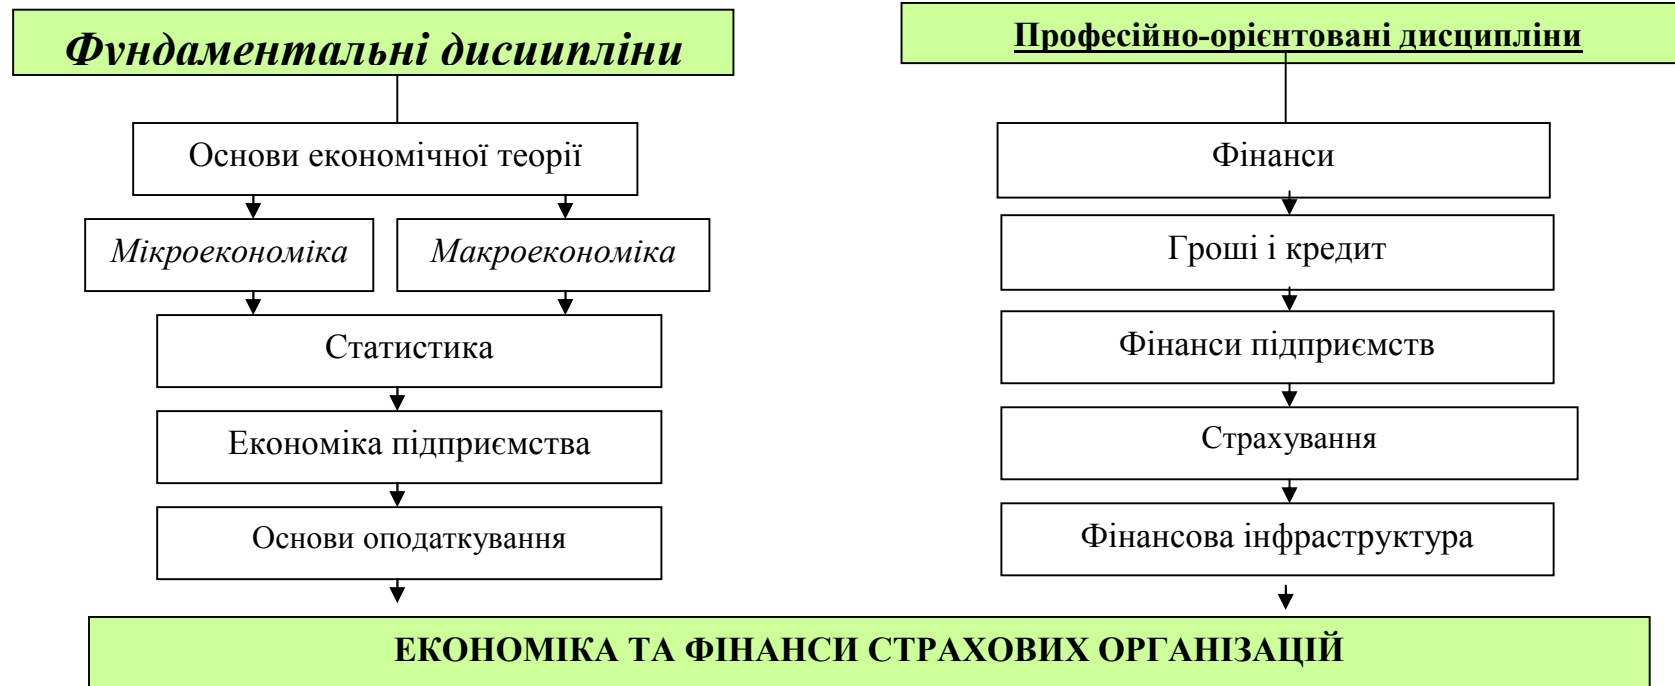 Фундаментальні дисципліни
Основи економічної теорії
Мікроекономіка
Макроекономіка
Статистика
Економіка підприємства
Основи оподаткування
Професійно-орієнтовані дисципліни
Фінанси
Гроші і кредит
Фінанси підприємств
Страхування
Фінансова інфраструктура
ЕКОНОМІКА ТА ФІНАНСИ СТРАХОВИХ ОРГАНІЗАЦІЙ